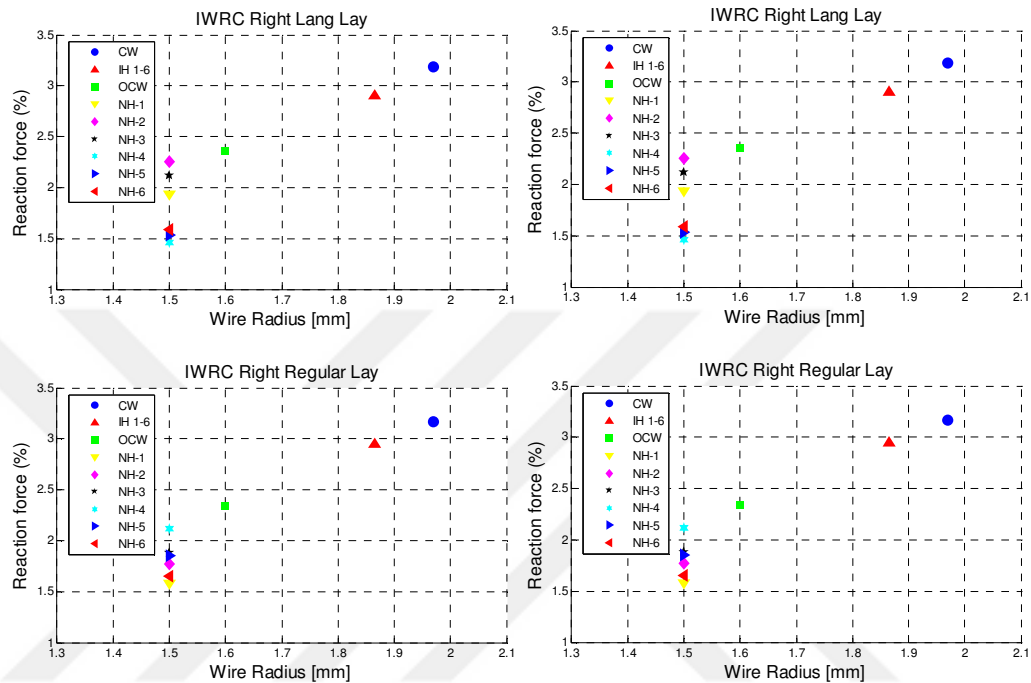 IWRC Right Lang Lay
3.5
3
2.5
2
1.5
1
Reaction force (%)
CW
IH 1-6
OCW
NH-1
NH-2
NH-3
NH-4
NH-5
NH-6
1.3 1.4 1.5 1.6 1.7 1.8 1.9 2 2.1
Wire Radius [mm]
IWRC Right Lang Lay
3.5
3
2.5
2
1.5
1
Reaction force (%)
CW
IH 1-6
OCW
NH-1
NH-2
NH-3
NH-4
NH-5
NH-6
1.3 1.4 1.5 1.6 1.7 1.8 1.9 2 2.1
Wire Radius [mm]
IWRC Right Regular Lay
3.5
3
2.5
2
1.5
1
Reaction force (%)
CW
IH 1-6
OCW
NH-1
NH-2
NH-3
NH-4
NH-5
NH-6
1.3 1.4 1.5 1.6 1.7 1.8 1.9 2 2.1
Wire Radius [mm]
IWRC Right Regular Lay
3.5
3
2.5
2
1.5
1
Reaction force (%)
CW
IH 1-6
OCW
NH-1
NH-2
NH-3
NH-4
NH-5
NH-6
1.3 1.4 1.5 1.6 1.7 1.8 1.9 2 2.1
Wire Radius [mm]